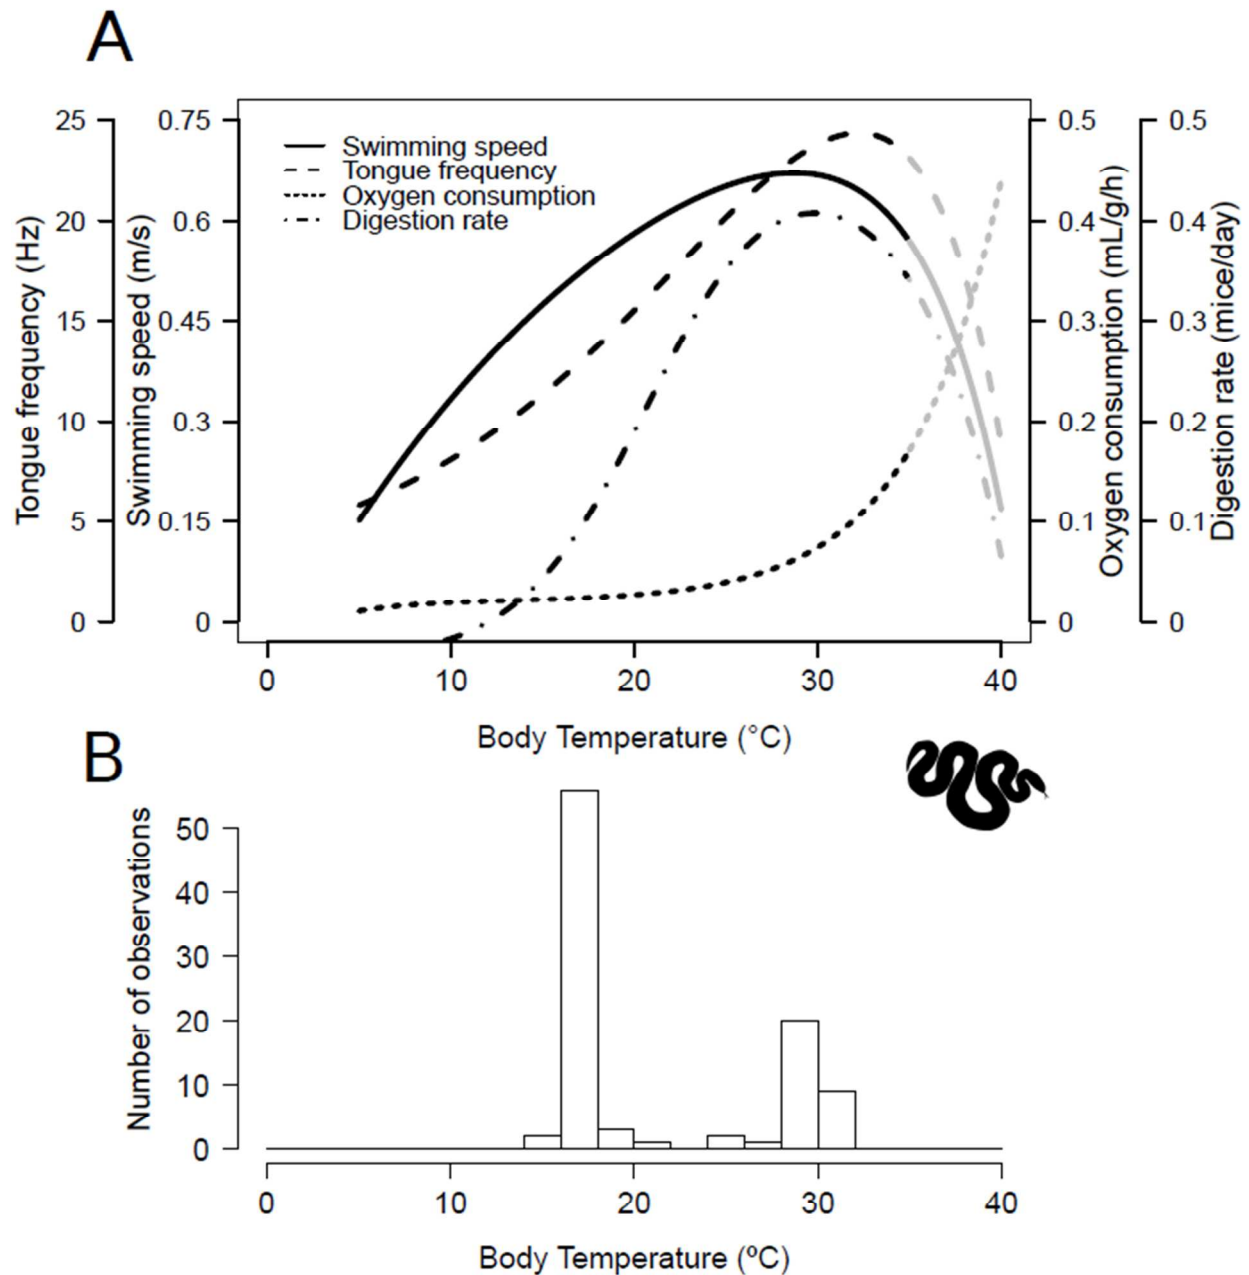 A
Tongue frequency (Hz)
25
20
15
10
5
0
Swimming speed (m/s)
0.75
0.6
0.45
0.3
0.15
0
Swimming speed
Tongue frequency
Oxygen consumption
Digestion rate
0.5
0.4
0.3
0.2
0.1
0
Oxygen consumption (mL/g/h)
0.5
0.4
0.3
0.2
0.1
0
Digestion rate (mice/day)
0 10 20 30 40
Body Temperature (°C)
B
Number of observations
50
40
30
20
10
0
0 10 20 30 40
Body Temperature (ºC)